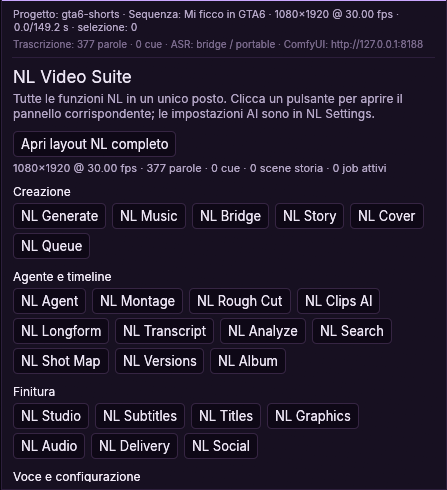 Progetto: gta6-shorts · Sequenza: Mi ficco in GTA6 · 1080×1920 @ 30.00 fps ·
0.0/149.2 s · selezione: 0
Trascrizione: 377 parole · 0 cue · ASR: bridge / portable · ComfyUI: http://127.0.0.1:8188
NL Video Suite
Tutte le funzioni NL in un unico posto. Clicca un pulsante per aprire il
pannello corrispondente; le impostazioni AI sono in NL Settings.
Apri layout NL completo
1080×1920 @ 30.00 fps · 377 parole · 0 cue · 0 scene storia · 0 job attivi
Creazione
NL Generate NL Music NL Bridge NL Story NL Cover
NL Queue
Agente e timeline
NL Agent NL Montage NL Rough Cut NL Clips AI
NL Longform NL Transcript NL Analyze NL Search
NL Shot Map NL Versions NL Album
Finitura
NL Studio NL Subtitles NL Titles NL Graphics
NL Audio NL Delivery NL Social
Voce e configurazione